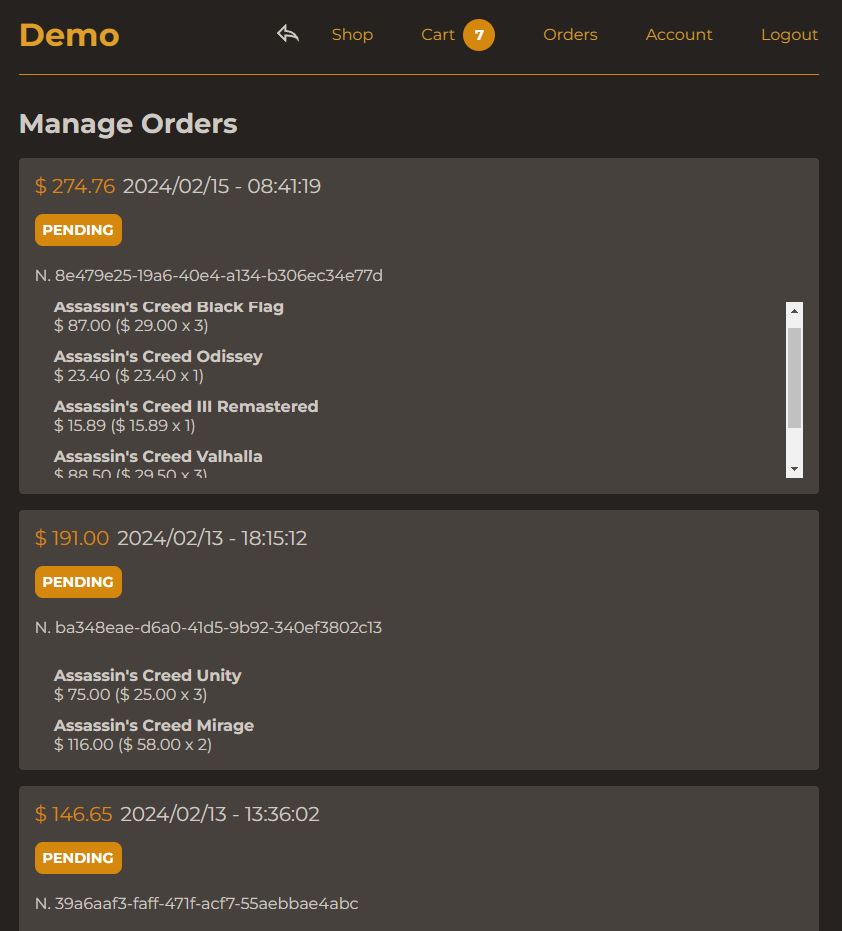 Demo
Shop Cart 7 Orders Account Logout
Manage Orders
$ 274.76 2024/02/15 - 08:41:19
PENDING
N. 8e479e25-19a6-40e4-a134-b306ec34e77d
Assassin's Creed Black Flag
$ 87.00 ($ 29.00 x 3)
Assassin's Creed Odissey
$ 23.40 ($ 23.40 x 1)
Assassin's Creed III Remastered
$ 15.89 ($ 15.89 x 1)
Assassin's Creed Valhalla
$ 88.50 ($ 29.50 x 3)
$ 191.00 2024/02/13 - 18:15:12
PENDING
N. ba348eae-d6a0-41d5-9b92-340ef3802c13
Assassin's Creed Unity
$ 75.00 ($ 25.00 x 3)
Assassin's Creed Mirage
$ 116.00 ($ 58.00 x 2)
$ 146.65 2024/02/13 - 13:36:02
PENDING
N. 39a6aaf3-faff-471f-acf7-55aebbae4abc